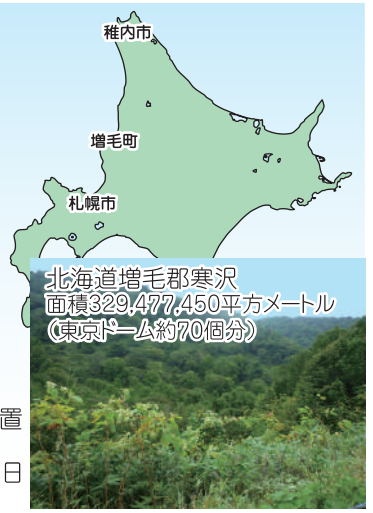 稚内市
増毛町
札幌市
北海道増毛郡寒沢
面積329,477,450平方メートル
（東京ドーム約70個分）
置
日